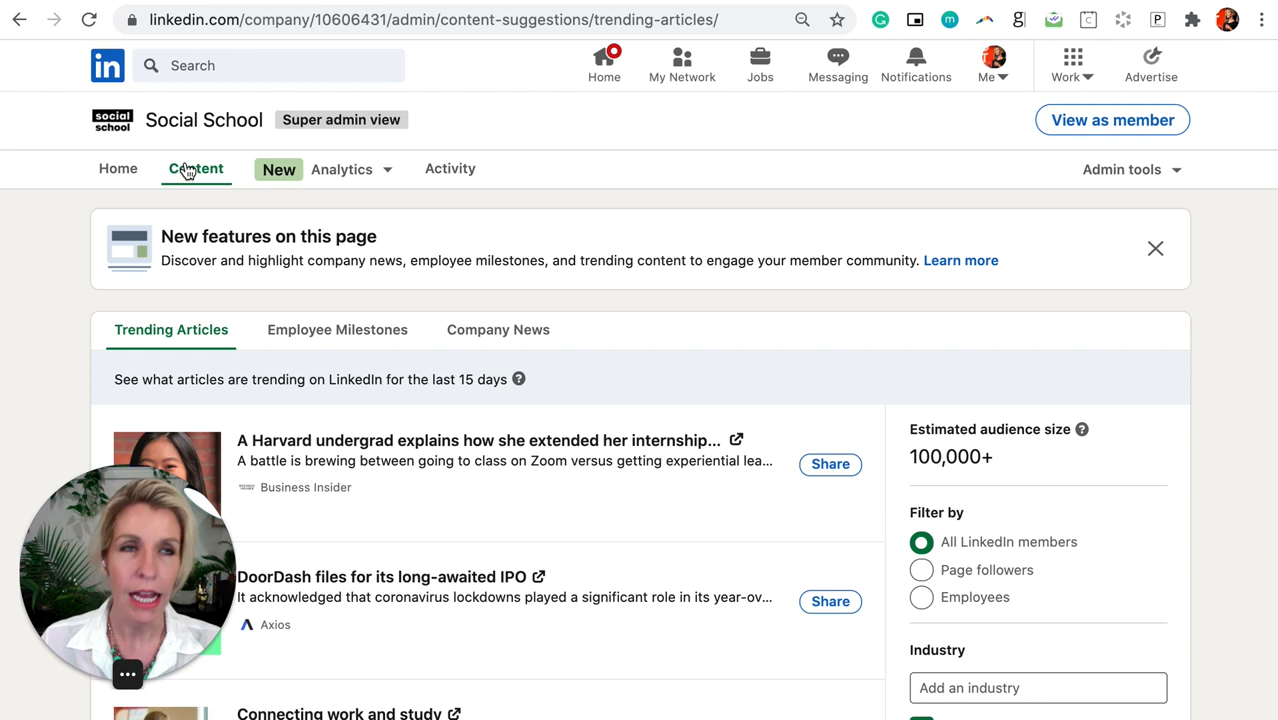 linkedin.com/company/10606431/admin/content-suggestions/trending-articles/
in
Search
Home
My Network
Jobs
Messaging
Notifications
Me
Work
Advertise
social
school
Social School
Super admin view
View as member
Home
Content
New
Analytics
Activity
Admin tools
New features on this page
Discover and highlight company news, employee milestones, and trending content to engage your member community. Learn more
Trending Articles
Employee Milestones
Company News
See what articles are trending on LinkedIn for the last 15 days
A Harvard undergrad explains how she extended her internship...
A battle is brewing between going to class on Zoom versus getting experiential lea...
Business Insider
Share
DoorDash files for its long-awaited IPO
It acknowledged that coronavirus lockdowns played a significant role in its year-ov...
Axios
Share
Connecting work and study
Estimated audience size
100,000+
Filter by
All LinkedIn members
Page followers
Employees
Industry
Add an industry